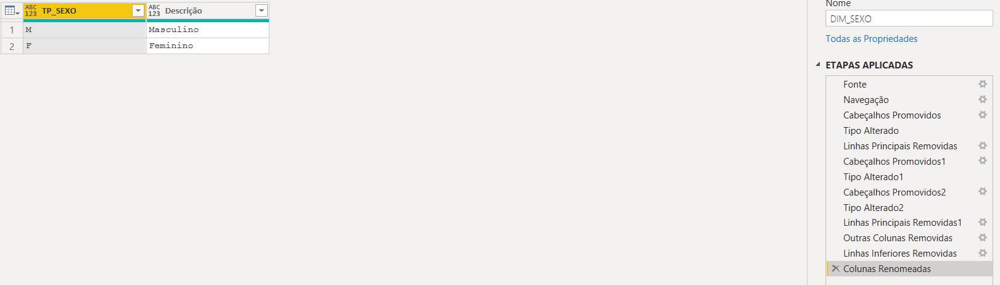 ABC 123 TP_SEXO ABC 123 Descrição
1 M Masculino
2 F Feminino
Nome
DIM_SEXO
Todas as Propriedades
ETAPAS APLICADAS
Fonte
Navegação
Cabeçalhos Promovidos
Tipo Alterado
Linhas Principais Removidas
Cabeçalhos Promovidos1
Tipo Alterado1
Cabeçalhos Promovidos2
Tipo Alterado2
Linhas Principais Removidas1
Outras Colunas Removidas
Linhas Inferiores Removidas
Colunas Renomeadas